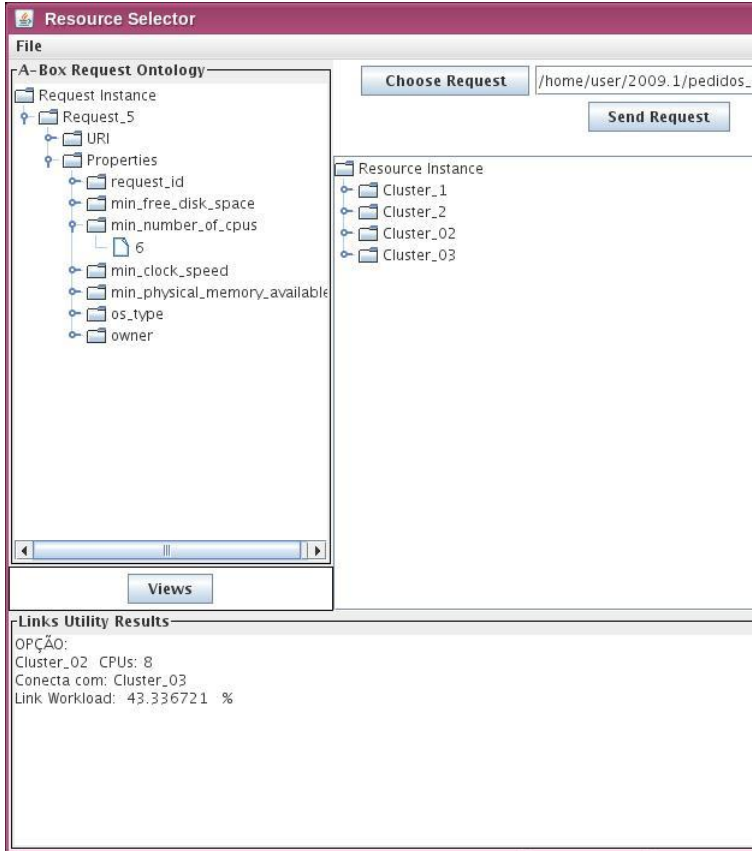 Resource Selector
File
A-Box Request Ontology
Request Instance
Request_5
URI
Properties
request_id
min_free_disk_space
min_number_of_cpus
6
min_clock_speed
min_physical_memory_available
os_type
owner
Views
Choose Request
/home/user/2009.1/pedidos_
Send Request
Resource Instance
Cluster_1
Cluster_2
Cluster_02
Cluster_03
Links Utility Results
OPÇÃO:
Cluster_02 CPUs: 8
Conecta com: Cluster_03
Link Workload: 43.336721 %